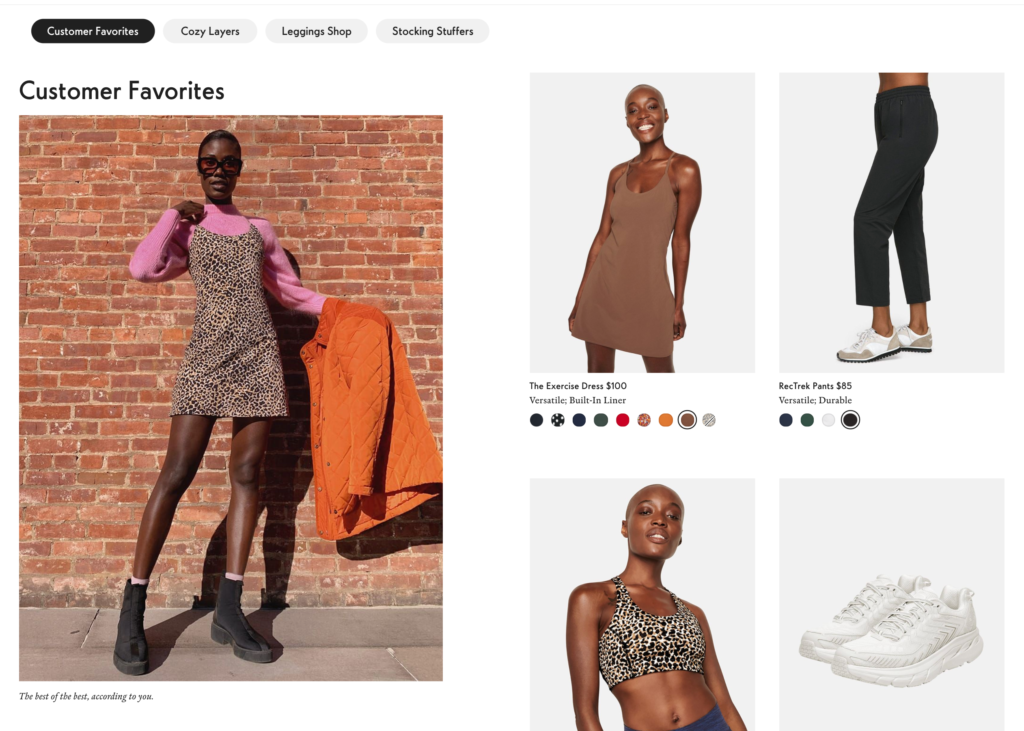 Customer Favorites
Cozy Layers
Leggings Shop
Stocking Stuffers
Customer Favorites
The best of the best, according to you.
The Exercise Dress $100
Versatile; Built-In Liner
RecTrek Pants $85
Versatile; Durable